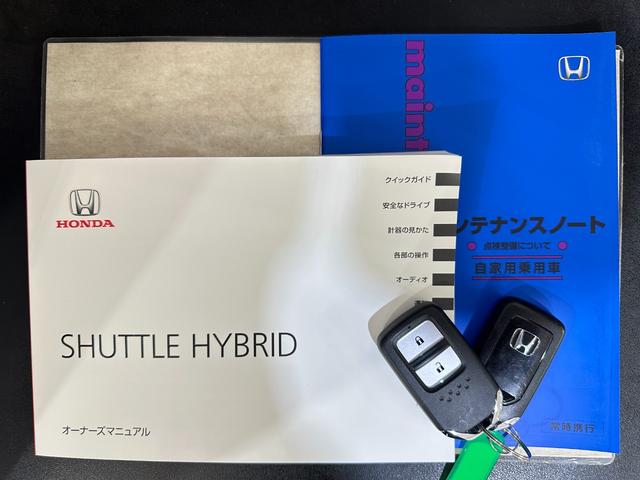 HONDA
クイックガイド
安全なドライブ
計器の見かた
各部の操作
オーディオ
SHUTTLE HYBRID
オーナーズマニュアル
maint
ンテナンスノート
点検整備について
自家用乗用車
常時携行